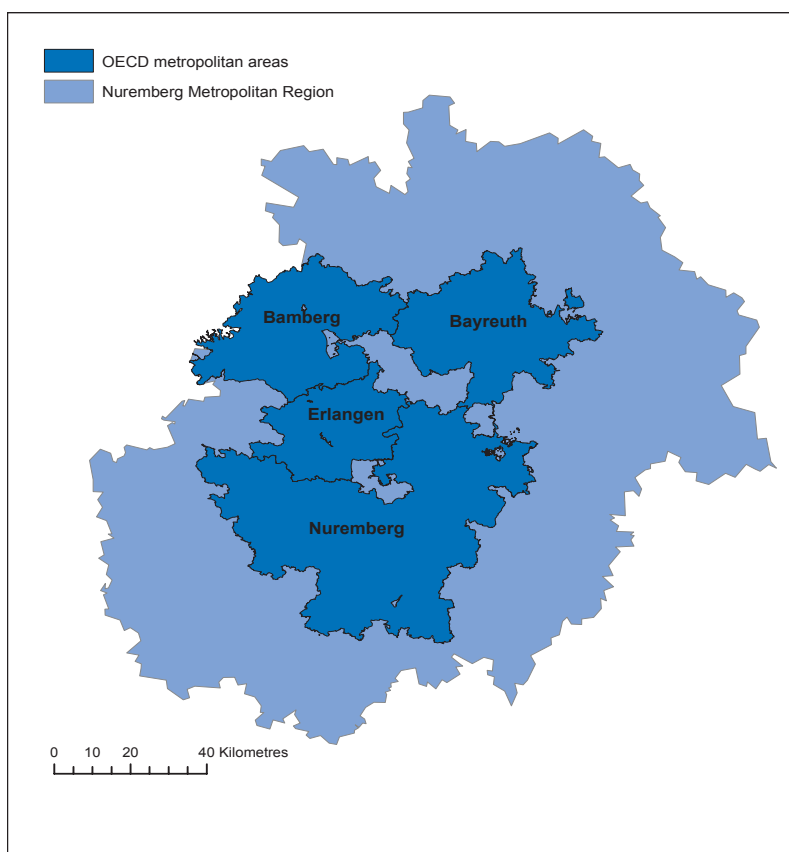 OECD metropolitan areas
Nuremberg Metropolitan Region
Bamberg
Bayreuth
Erlangen
Nuremberg
0 10 20 40 Kilometres